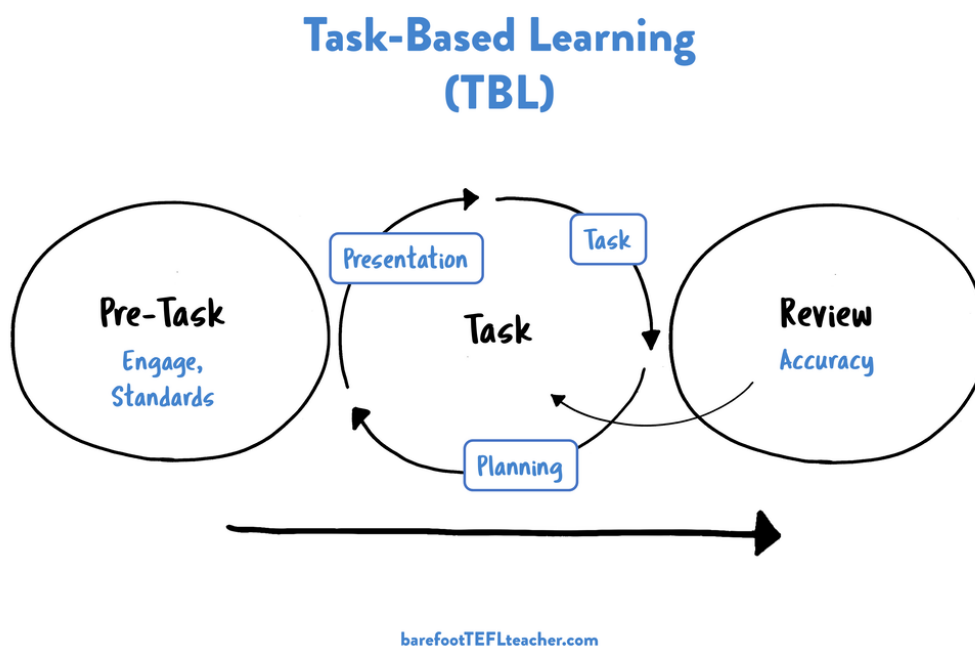 Task-Based Learning
(TBL)
Pre-Task
Engage,
Standards
Presentation
Task
Task
Planning
Review
Accuracy
barefootTEFLteacher.com